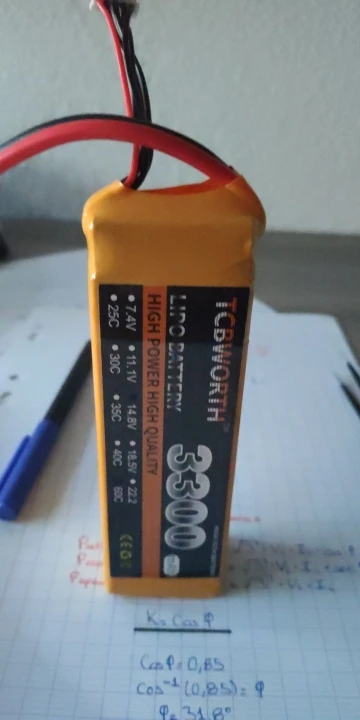 TCBWORTH
LIPO BATTERY 3300
HIGH POWER HIGH QUALITY
• 7.4V • 11.1V • 14.8V • 18.5V • 22.2
• 25C • 30C • 35C • 40C 60C
CE
Ks Cos φ
Cos φ = 0,85
cos⁻¹ (0,85) = φ
φ = 31,8°